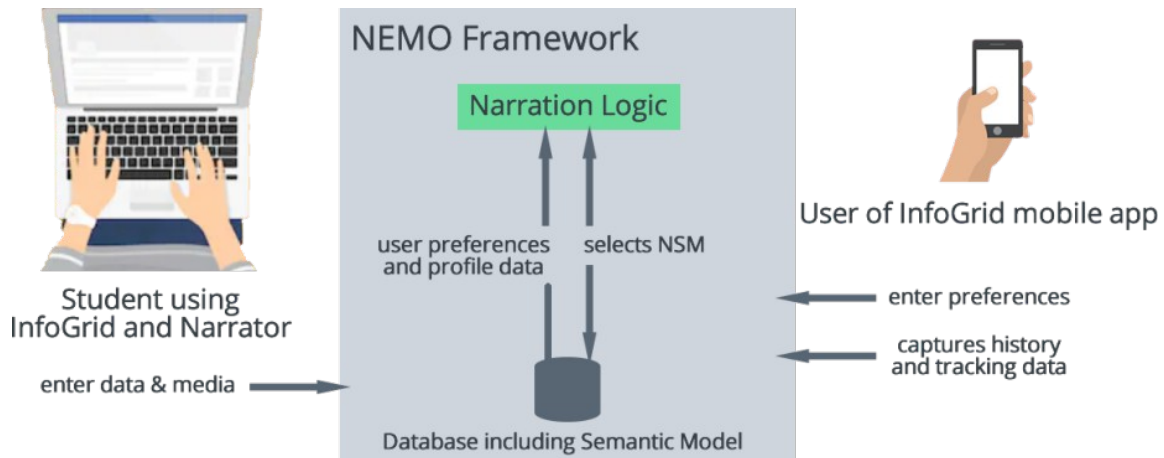 NEMO Framework
Narration Logic
user preferences
and profile data
selects NSM
Database including Semantic Model
Student using
InfoGrid and Narrator
enter data & media
User of InfoGrid mobile app
enter preferences
captures history
and tracking data